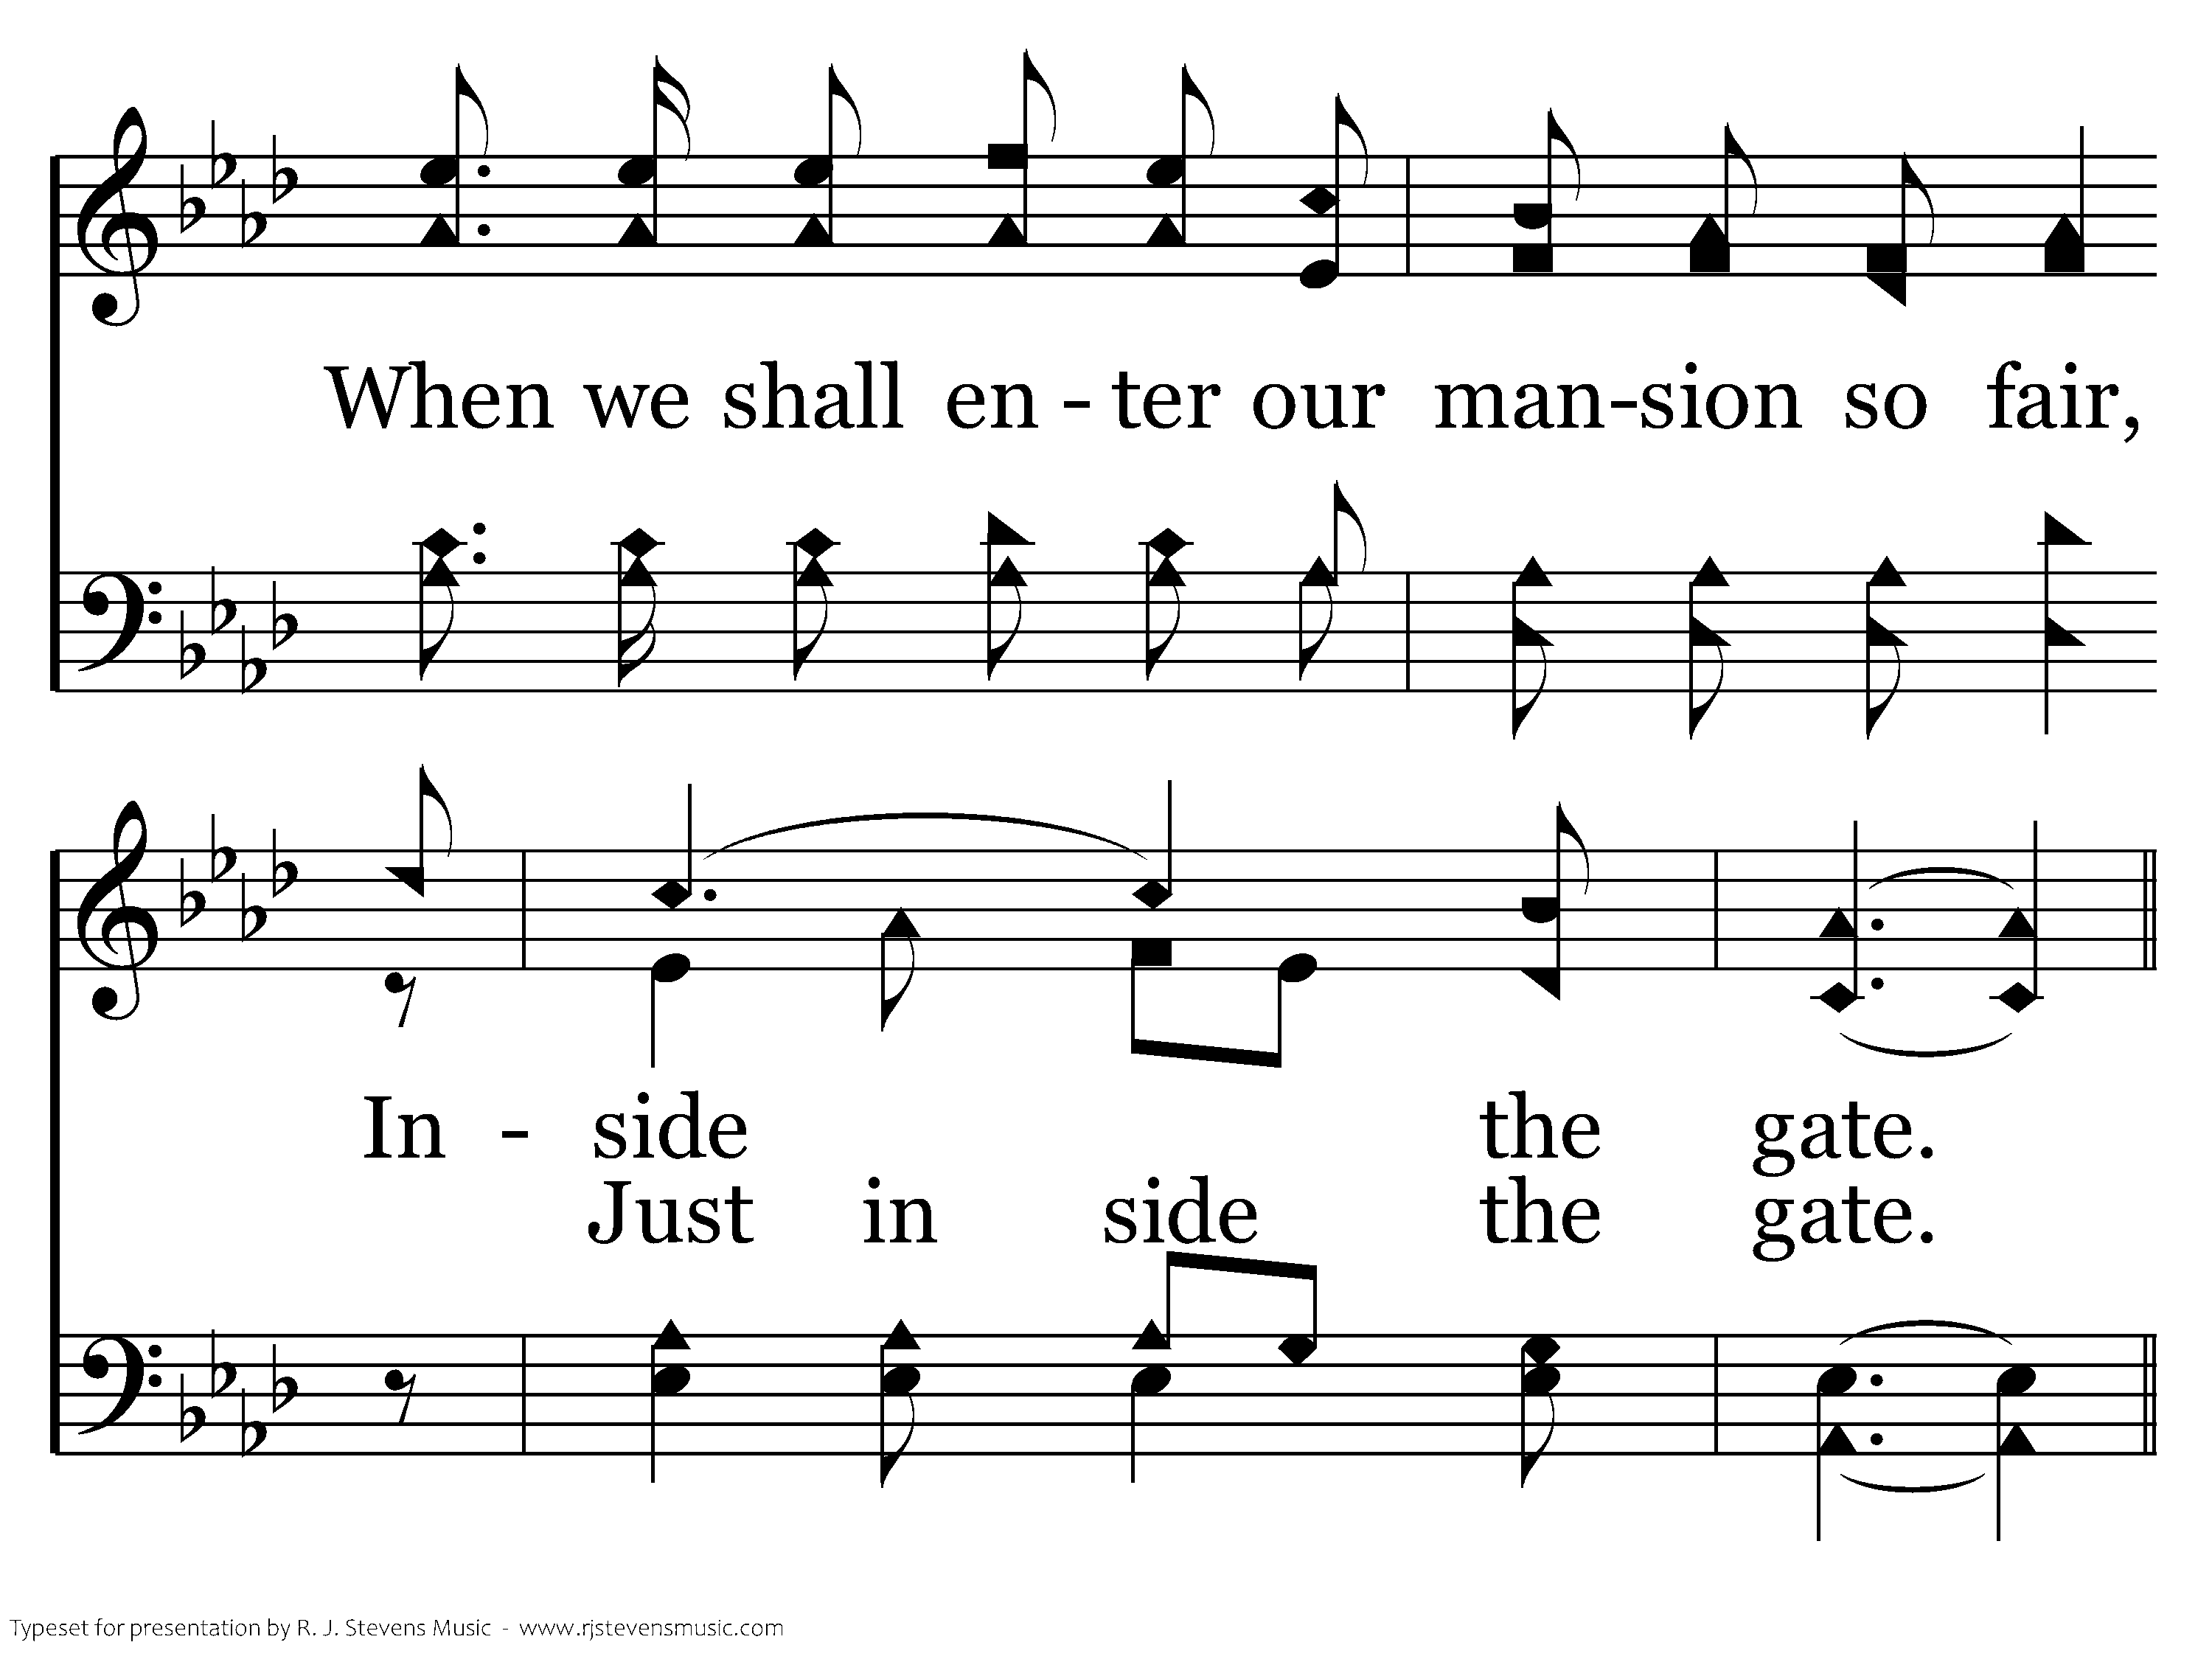 When we shall en - ter our man-sion so fair,
In - side the gate.
Just in side the gate.
Typeset for presentation by R. J. Stevens Music - www.rjstevensmusic.com